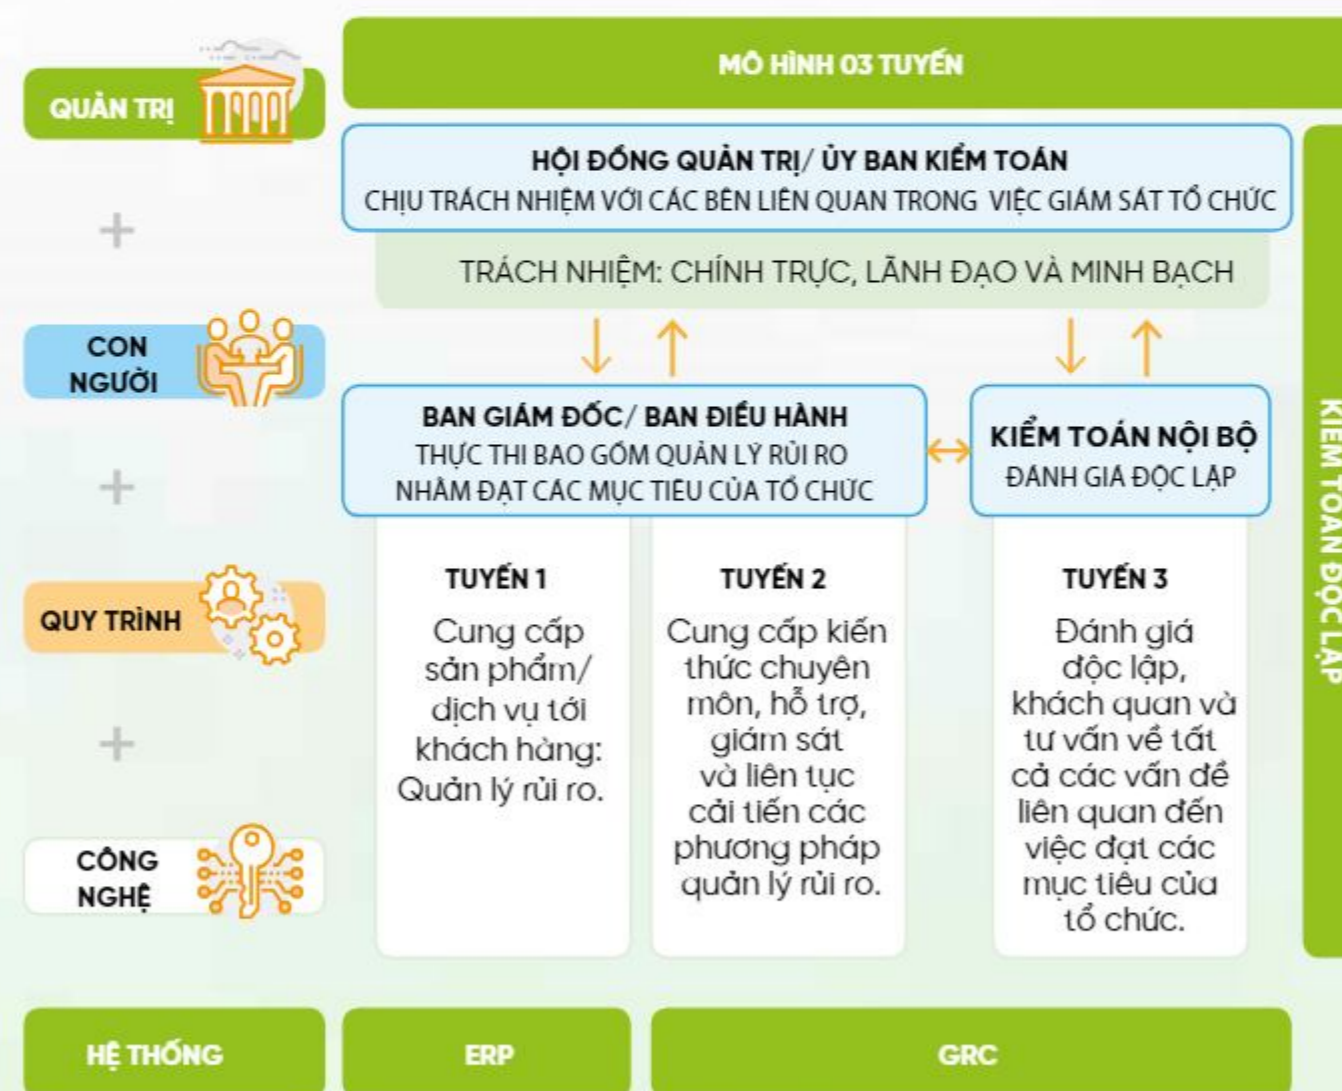 QUẢN TRỊ
+
CON
NGƯỜI
+
QUY TRÌNH
+
CÔNG
NGHỆ
MÔ HÌNH 03 TUYẾN
HỘI ĐỒNG QUẢN TRỊ/ ỦY BAN KIỂM TOÁN
CHỊU TRÁCH NHIỆM VỚI CÁC BÊN LIÊN QUAN TRONG VIỆC GIÁM SÁT TỔ CHỨC
TRÁCH NHIỆM: CHÍNH TRỰC, LÃNH ĐẠO VÀ MINH BẠCH
BAN GIÁM ĐỐC/ BAN ĐIỀU HÀNH
THỰC THI BAO GỒM QUẢN LÝ RỦI RO
NHẰM ĐẠT CÁC MỤC TIÊU CỦA TỔ CHỨC
KIỂM TOÁN NỘI BỘ
ĐÁNH GIÁ ĐỘC LẬP
TUYẾN 1
Cung cấp
sản phẩm/
dịch vụ tới
khách hàng:
Quản lý rủi ro.
TUYẾN 2
Cung cấp kiến
thức chuyên
môn, hỗ trợ,
giám sát
và liên tục
cải tiến các
phương pháp
quản lý rủi ro.
TUYẾN 3
Đánh giá
độc lập,
khách quan và
tư vấn về tất
cả các vấn đề
liên quan đến
việc đạt các
mục tiêu của
tổ chức.
KIỂM TOÁN ĐỘC LẬP
HỆ THỐNG
ERP
GRC